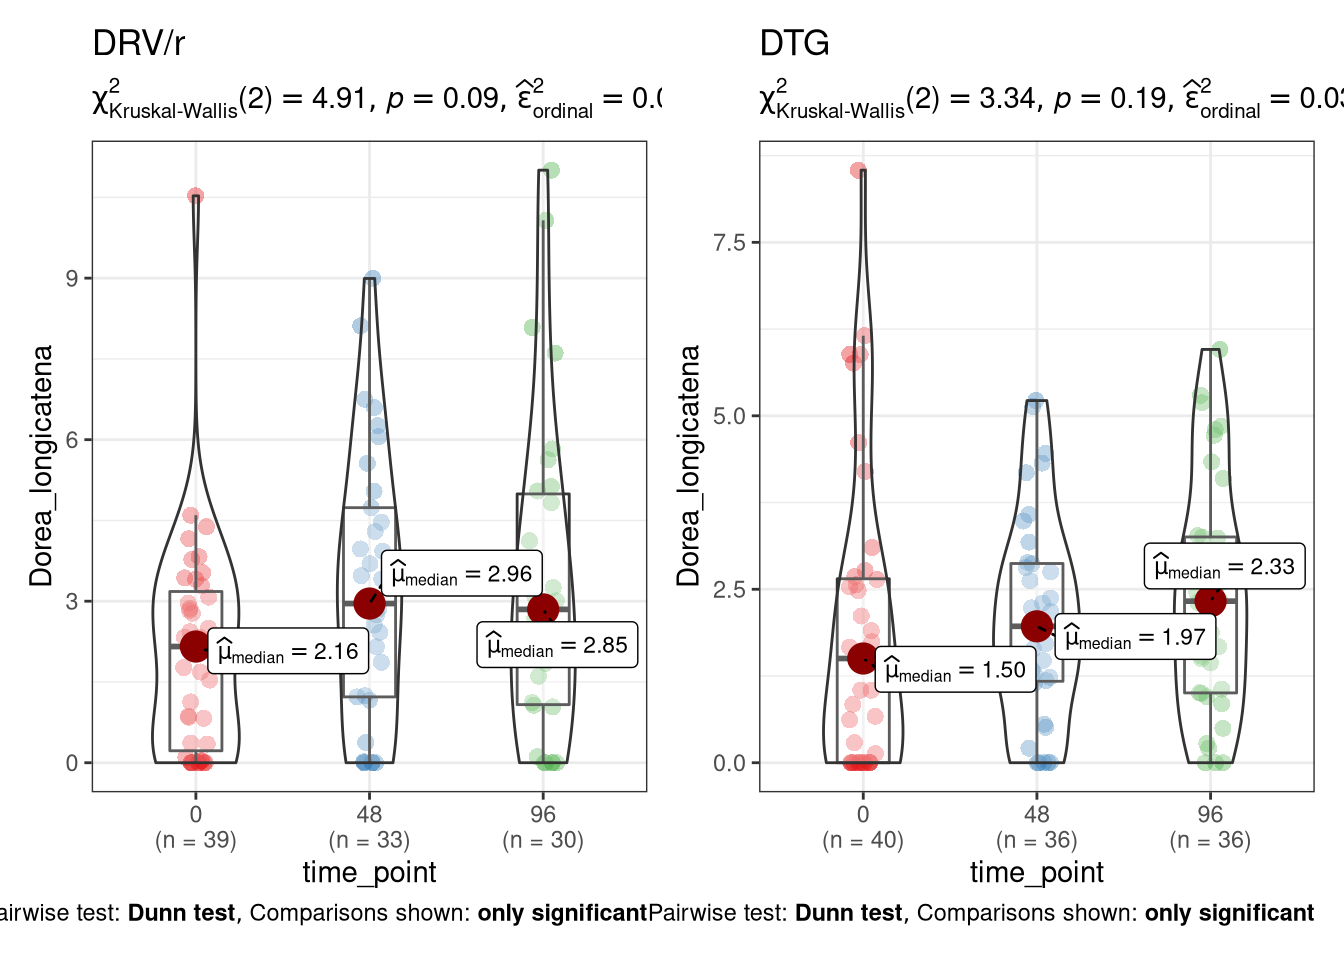 DRV/r
χ²Kruskal-Wallis(2) = 4.91, p = 0.09, ε̂²ordinal = 0.0
Dorea_longicatena
9
6
3
0
μ̂median = 2.16
μ̂median = 2.96
μ̂median = 2.85
0 48 96
(n = 39) (n = 33) (n = 30)
time_point
airwise test: Dunn test, Comparisons shown: only significant
DTG
χ²Kruskal-Wallis(2) = 3.34, p = 0.19, ε̂²ordinal = 0.03
Dorea_longicatena
7.5
5.0
2.5
0.0
μ̂median = 1.50
μ̂median = 1.97
μ̂median = 2.33
0 48 96
(n = 40) (n = 36) (n = 36)
time_point
Pairwise test: Dunn test, Comparisons shown: only significant